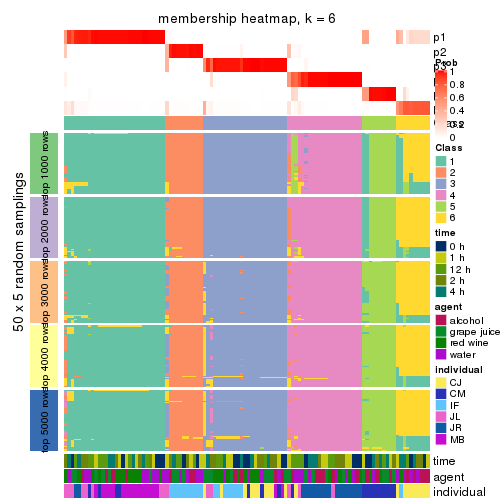 membership heatmap, k = 6
p1
p2
Prob
1
0.8
0.6
0.4
0.2
0
Class
1
2
3
4
5
6
time
0 h
1 h
12 h
2 h
4 h
agent
alcohol
grape juice
red wine
water
individual
CJ
CM
IF
JL
JR
MB
50 x 5 random samplings
top 1000 rows
top 2000 rows
top 3000 rows
top 4000 rows
top 5000 rows
time
agent
individual